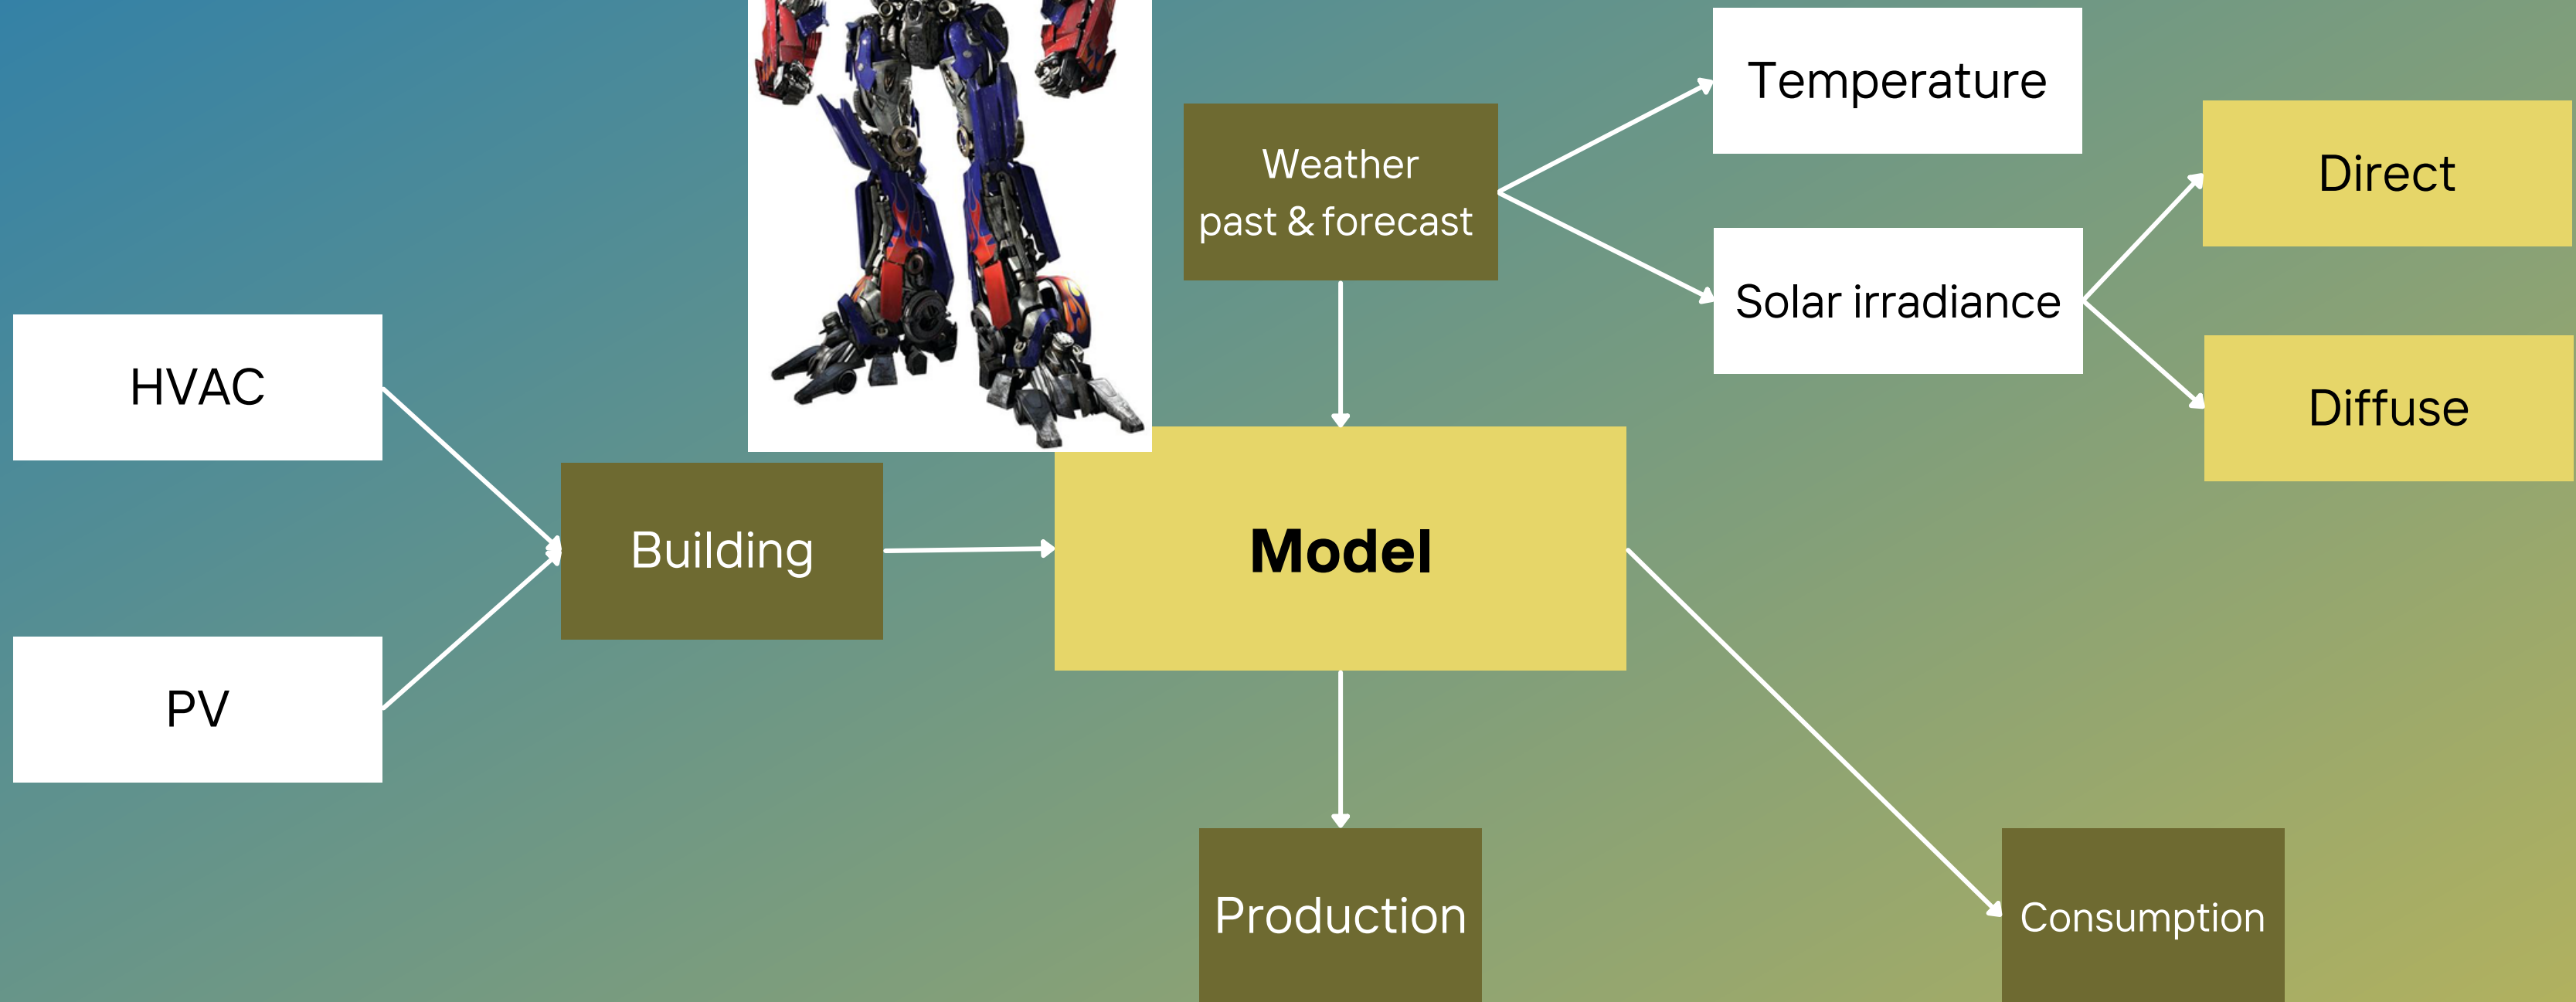 Temperature
Weather
past & forecast
Direct
Solar irradiance
HVAC
Diffuse
Building
Model
PV
Production
Consumption